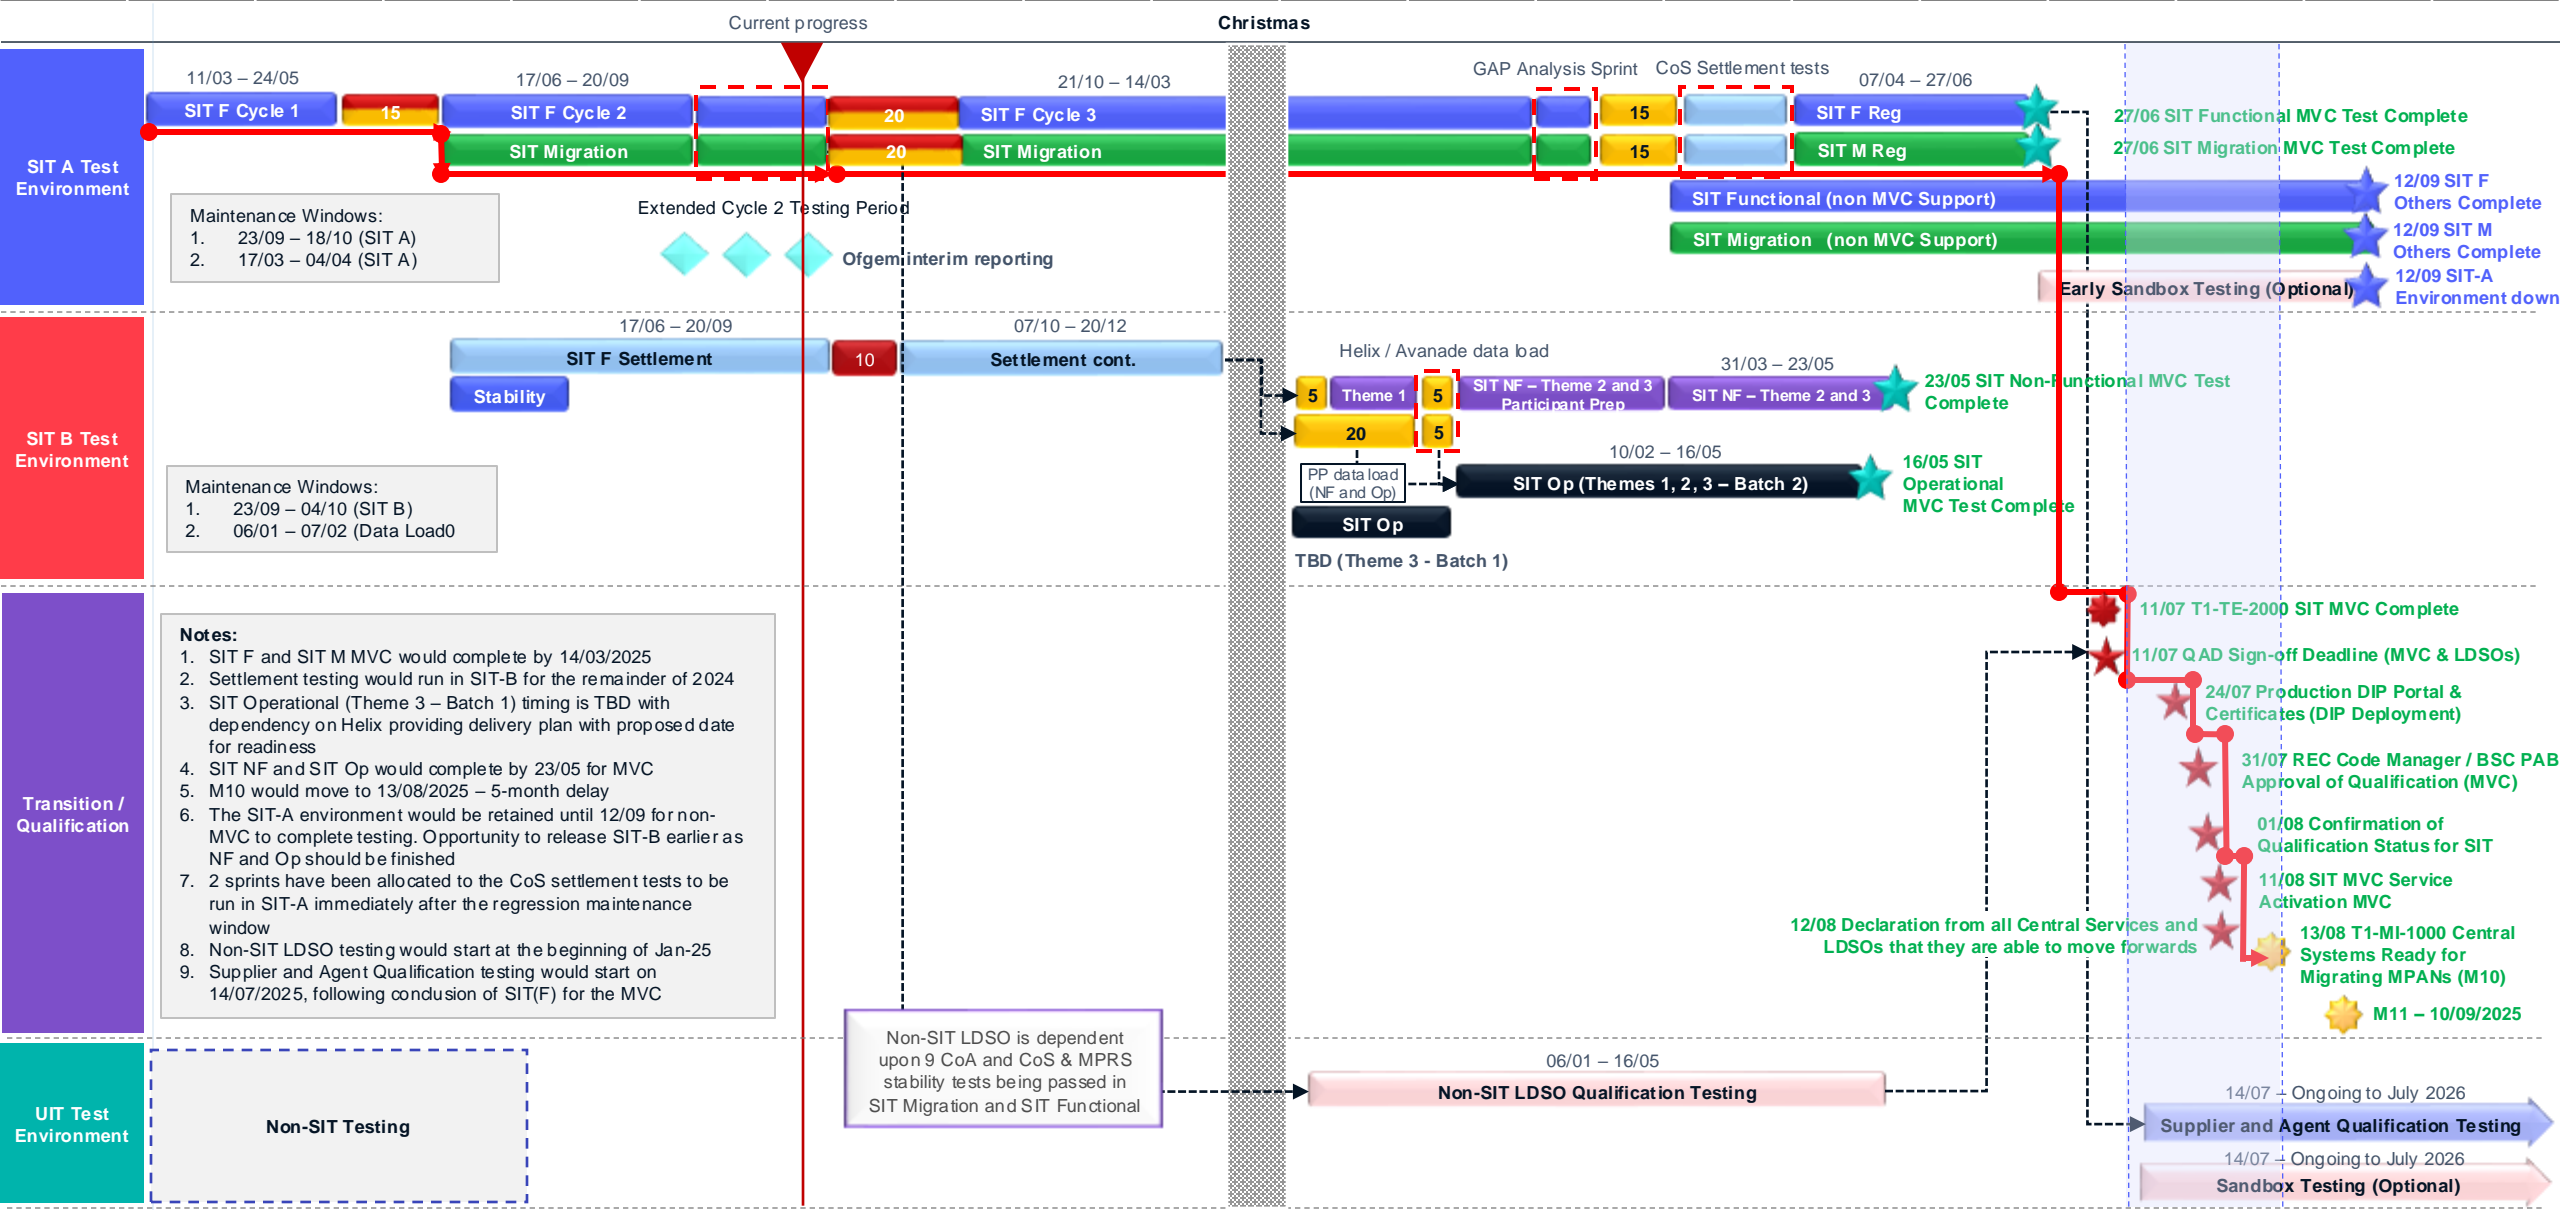 Current progress
Christmas
SIT A Test
Environment
11/03 – 24/05
17/06 – 20/09
21/10 – 14/03
GAP Analysis Sprint
CoS Settlement tests
07/04 – 27/06
SIT F Cycle 1
15
SIT F Cycle 2
20
SIT F Cycle 3
15
SIT F Reg
27/06 SIT Functional MVC Test Complete
SIT Migration
20
SIT Migration
15
SIT M Reg
27/06 SIT Migration MVC Test Complete
SIT Functional (non MVC Support)
12/09 SIT F
Others Complete
SIT Migration (non MVC Support)
12/09 SIT M
Others Complete
Early Sandbox Testing (Optional)
12/09 SIT-A
Environment down
Maintenance Windows:
1. 23/09 – 18/10 (SIT A)
2. 17/03 – 04/04 (SIT A)
Extended Cycle 2 Testing Period
Ofgem interim reporting
SIT B Test
Environment
17/06 – 20/09
07/10 – 20/12
SIT F Settlement
10
Settlement cont.
Stability
Helix / Avanade data load
31/03 – 23/05
5
Theme 1
5
SIT NF – Theme 2 and 3
Participant Prep
SIT NF – Theme 2 and 3
23/05 SIT Non-Functional MVC Test
Complete
20
5
10/02 – 16/05
PP data load
(NF and Op)
SIT Op (Themes 1, 2, 3 – Batch 2)
16/05 SIT
Operational
MVC Test Complete
SIT Op
TBD (Theme 3 - Batch 1)
Maintenance Windows:
1. 23/09 – 04/10 (SIT B)
2. 06/01 – 07/02 (Data Load0
Transition /
Qualification
Notes:
1. SIT F and SIT M MVC would complete by 14/03/2025
2. Settlement testing would run in SIT-B for the remainder of 2024
3. SIT Operational (Theme 3 – Batch 1) timing is TBD with
dependency on Helix providing delivery plan with proposed date
for readiness
4. SIT NF and SIT Op would complete by 23/05 for MVC
5. M10 would move to 13/08/2025 – 5-month delay
6. The SIT-A environment would be retained until 12/09 for non-
MVC to complete testing. Opportunity to release SIT-B earlier as
NF and Op should be finished
7. 2 sprints have been allocated to the CoS settlement tests to be
run in SIT-A immediately after the regression maintenance
window
8. Non-SIT LDSO testing would start at the beginning of Jan-25
9. Supplier and Agent Qualification testing would start on
14/07/2025, following conclusion of SIT(F) for the MVC
11/07 T1-TE-2000 SIT MVC Complete
11/07 QAD Sign-off Deadline (MVC & LDSOs)
24/07 Production DIP Portal &
Certificates (DIP Deployment)
31/07 REC Code Manager / BSC PAB
Approval of Qualification (MVC)
01/08 Confirmation of
Qualification Status for SIT
11/08 SIT MVC Service
Activation MVC
12/08 Declaration from all Central Services and
LDSOs that they are able to move forwards
13/08 T1-MI-1000 Central
Systems Ready for
Migrating MPANs (M10)
M11 – 10/09/2025
UIT Test
Environment
Non-SIT Testing
Non-SIT LDSO is dependent
upon 9 CoA and CoS & MPRS
stability tests being passed in
SIT Migration and SIT Functional
06/01 – 16/05
Non-SIT LDSO Qualification Testing
14/07 – Ongoing to July 2026
Supplier and Agent Qualification Testing
14/07 – Ongoing to July 2026
Sandbox Testing (Optional)